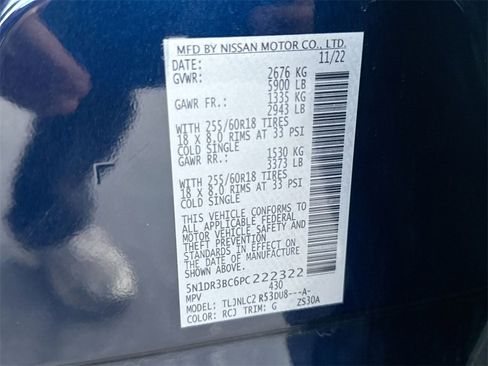 MFD BY NISSAN MOTOR CO., LTD.
DATE: 11/22
GVWR: 2676 KG
5900 LB
GAWR FR.: 1335 KG
2943 LB
WITH 255/60R18 TIRES
18 X 8.0 RIMS AT 33 PSI
COLD SINGLE
GAWR RR.: 1530 KG
3373 LB
WITH 255/60R18 TIRES
18 X 8.0 RIMS AT 33 PSI
COLD SINGLE
THIS VEHICLE CONFORMS TO
ALL APPLICABLE FEDERAL
MOTOR VEHICLE SAFETY AND
THEFT PREVENTION
STANDARDS IN EFFECT ON
THE DATE OF MANUFACTURE
SHOWN ABOVE.
5N1DR3BC6PC222322
MPV 430
MODEL: TLJNLC2 R53DU8---A-
COLOR: RCJ TRIM: G ZS30A